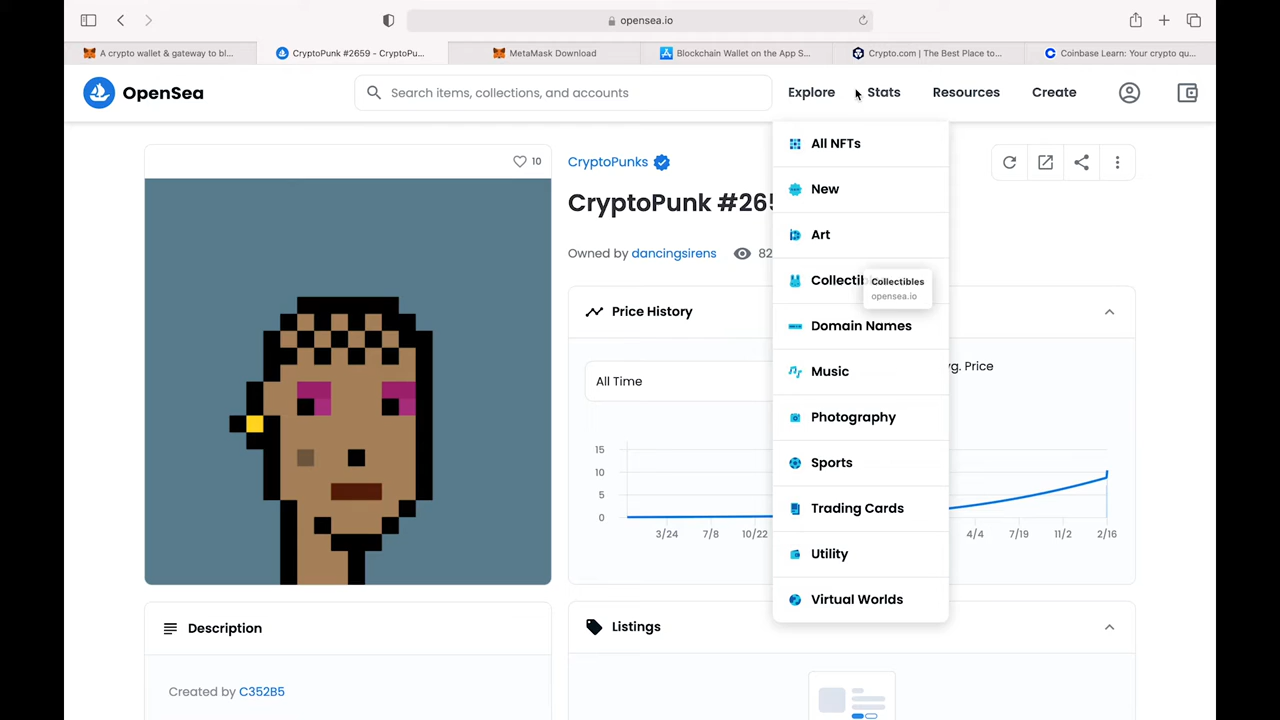 opensea.io
A crypto wallet & gateway to bl...
CryptoPunk #2659 - CryptoPu...
MetaMask Download
Blockchain Wallet on the App S...
Crypto.com | The Best Place to...
Coinbase Learn: Your crypto qu...
OpenSea
Search items, collections, and accounts
Explore
Stats
Resources
Create
10
CryptoPunks
CryptoPunk #265
Owned by dancingsirens
82
Price History
All Time
vg. Price
15
10
5
0
3/24
7/8
10/22
4/4
7/19
11/2
2/16
All NFTs
New
Art
Collectib
Collectibles
opensea.io
Domain Names
Music
Photography
Sports
Trading Cards
Utility
Virtual Worlds
Description
Created by C352B5
Listings